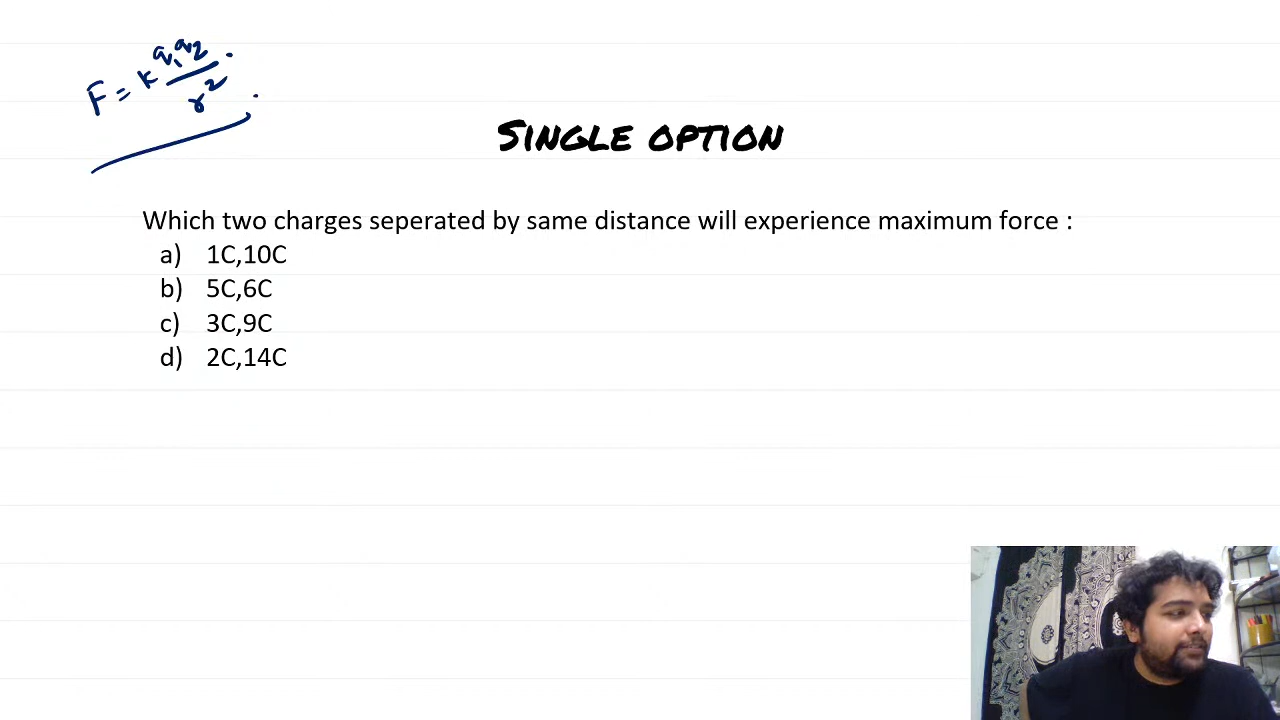 F = k q₁q₂ / r²
SINGLE OPTION
Which two charges seperated by same distance will experience maximum force :
a) 1C,10C
b) 5C,6C
c) 3C,9C
d) 2C,14C